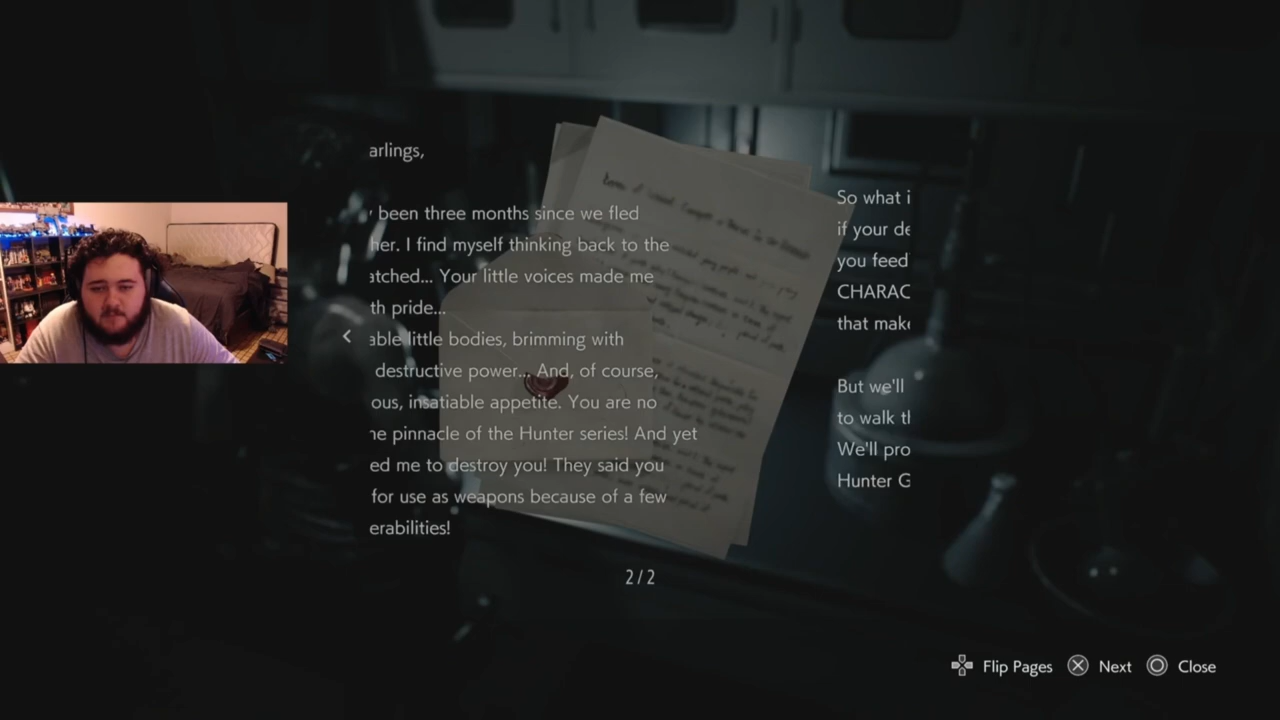 arlings,
been three months since we fled
her. I find myself thinking back to the
atched... Your little voices made me
th pride...
able little bodies, brimming with
destructive power... And, of course,
ous, insatiable appetite. You are no
he pinnacle of the Hunter series! And yet
ed me to destroy you! They said you
for use as weapons because of a few
erabilities!
So what i
if your de
you feed
CHARAC
that make
But we'll
to walk th
We'll pro
Hunter G
2/2
Flip Pages Next Close